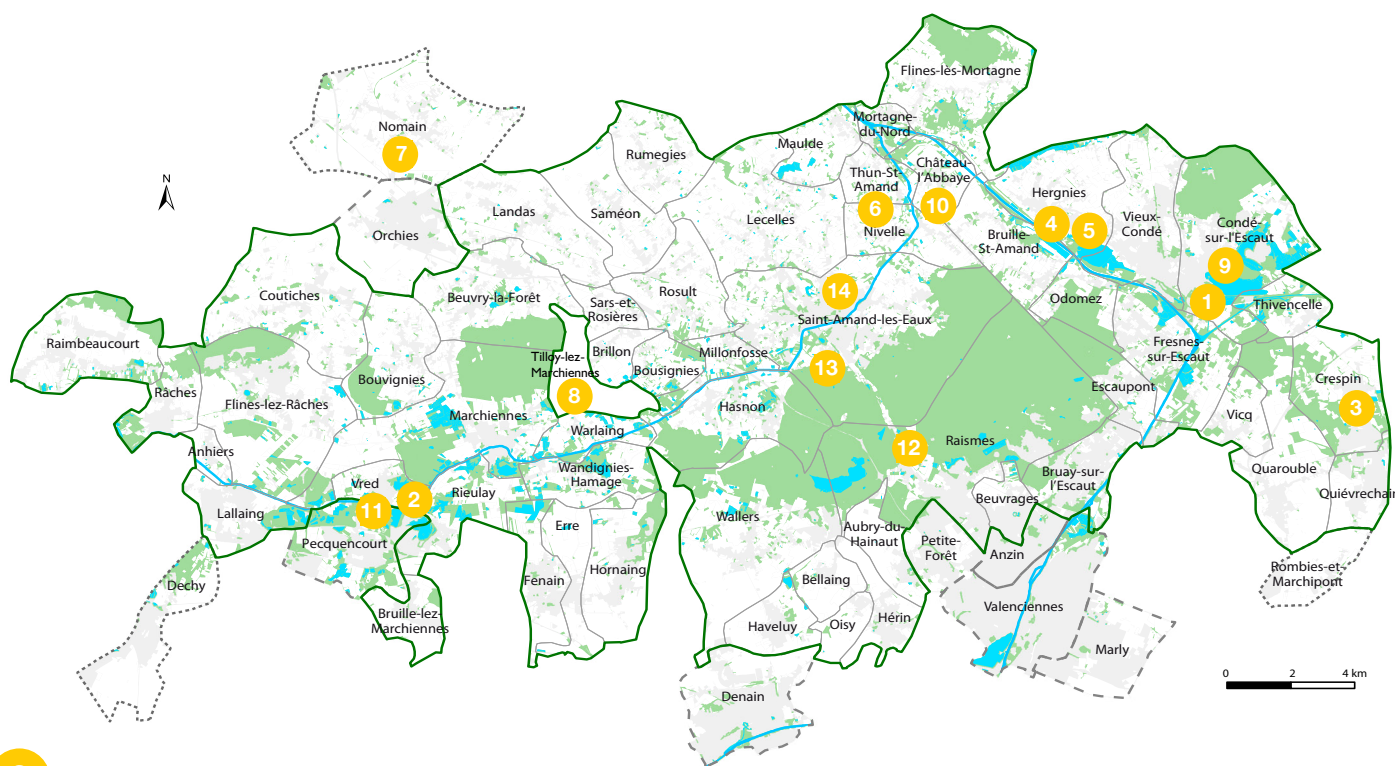 Flines-lès-Mortagne
Mortagne-
du-Nord
Nomain
7
Maulde
Rumegies
Château-
l'Abbaye
Thun-St-
Amand
N
Hergnies
10
6
Landas
Saméon
Lecelles
Nivelle
4
5
Vieux-
Condé
Condé-
sur-l'Escaut
Orchies
Bruille-
St-Amand
9
Coutiches
Beuvry-la-Forêt
Rosult
14
Odomez
1
Thivencelle
Sars-et-
Rosières
Saint-Amand-les-Eaux
Raimbeaucourt
Tilloy-lez-
Marchiennes
Brillon
Millonfosse
Fresnes-
sur-Escaut
Bousignies
13
Bouvignies
Escaupont
Crespin
Râches
Flines-lez-Râches
8
Hasnon
3
Marchiennes
Vicq
Warlaing
Anhiers
12
Raismes
Wandignies-
Hamage
Bruay-sur-
l'Escaut
Quarouble
Vred
2
Rieulay
Quiévrechain
Beuvrages
11
Lallaing
Wallers
Erre
Aubry-du-
Hainaut
Pecquencourt
Petite-
Forêt
Anzin
Dechy
Fenain
Hornaing
Bellaing
Rombies-et-
Marchipont
Valenciennes
Bruille-lez-
Marchiennes
Haveluy
Oisy
Hérin
Marly
0 2 4 km
Denain